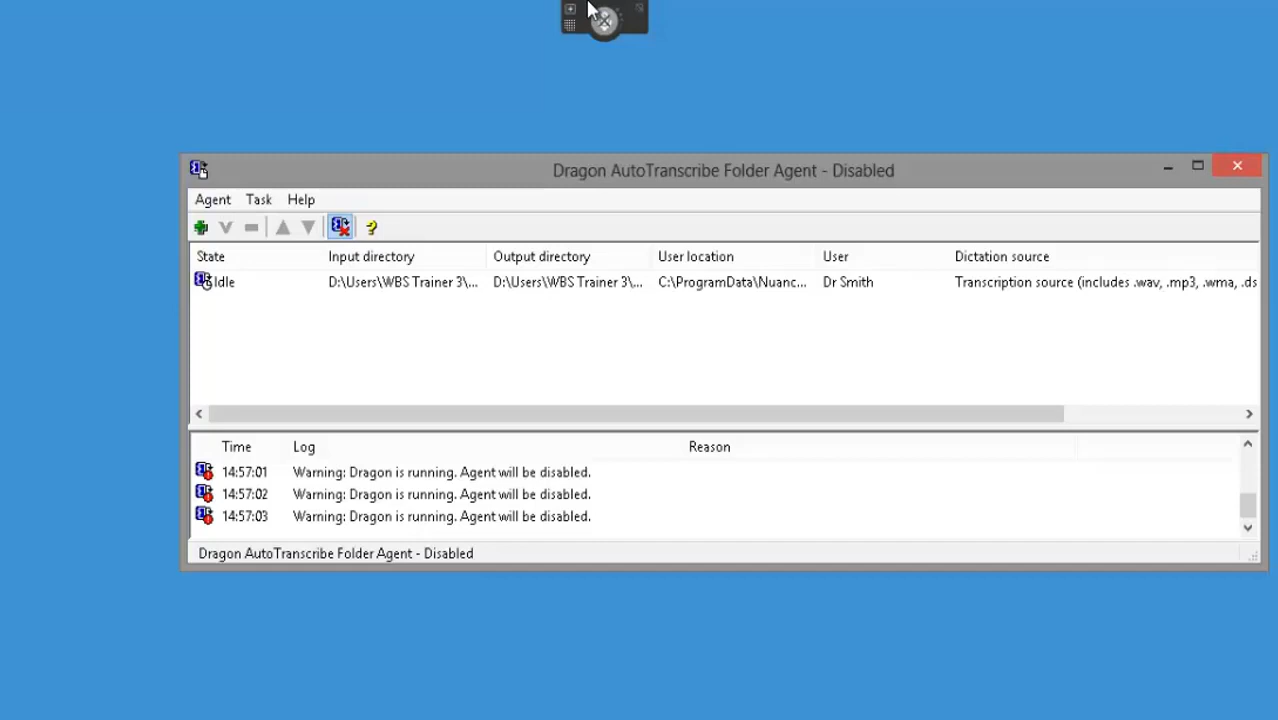 Dragon AutoTranscribe Folder Agent - Disabled
Agent Task Help
State Input directory Output directory User location User Dictation source
Idle D:\Users\WBS Trainer 3\... D:\Users\WBS Trainer 3\... C:\ProgramData\Nuanc... Dr Smith Transcription source (includes .wav, .mp3, .wma, .ds
Time Log Reason
14:57:01 Warning: Dragon is running. Agent will be disabled.
14:57:02 Warning: Dragon is running. Agent will be disabled.
14:57:03 Warning: Dragon is running. Agent will be disabled.
Dragon AutoTranscribe Folder Agent - Disabled